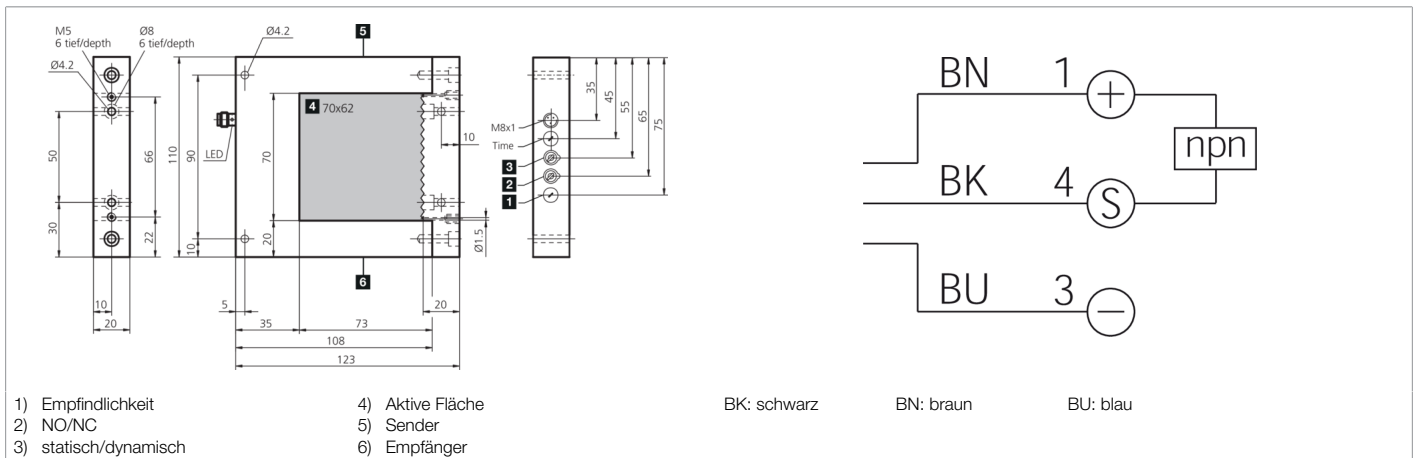 M5
6 tief/depth
Ø8
6 tief/depth
Ø4.2
50
30
66
22
10
20
Ø4.2
5
4 70x62
LED
110
90
10
70
20
10
Ø1.5
6
5
35
73
20
108
123
35
45
55
65
75
M8x1
Time
3
2
1
BN 1 +
npn
BK 4 S
BU 3 −
1) Empfindlichkeit
2) NO/NC
3) statisch/dynamisch
4) Aktive Fläche
5) Sender
6) Empfänger
BK: schwarz BN: braun BU: blau